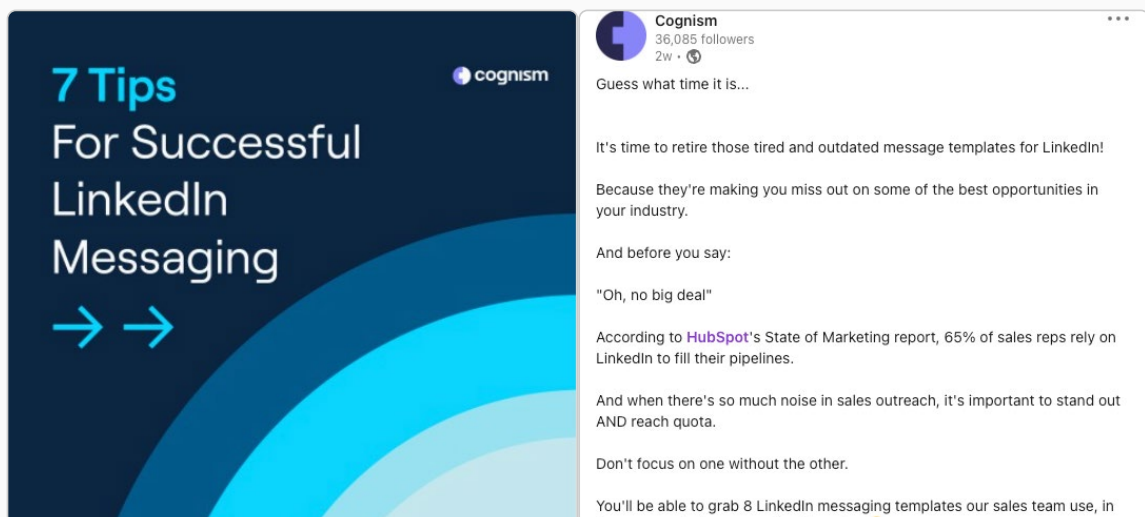 7 Tips
For Successful
LinkedIn
Messaging
cognism
Cognism
36,085 followers
2w •
Guess what time it is...
It's time to retire those tired and outdated message templates for LinkedIn!
Because they're making you miss out on some of the best opportunities in
your industry.
And before you say:
"Oh, no big deal"
According to HubSpot's State of Marketing report, 65% of sales reps rely on
LinkedIn to fill their pipelines.
And when there's so much noise in sales outreach, it's important to stand out
AND reach quota.
Don't focus on one without the other.
You'll be able to grab 8 LinkedIn messaging templates our sales team use, in